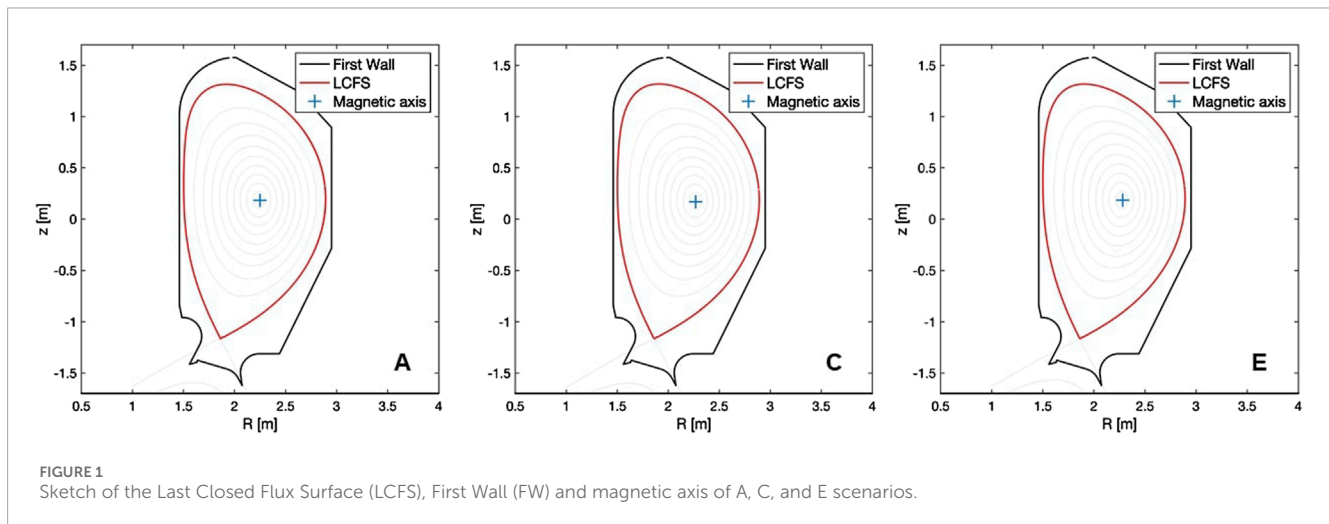 First Wall
LCFS
Magnetic axis
1.5
1
0.5
0
-0.5
-1
-1.5
z [m]
0.5 1 1.5 2 2.5 3 3.5 4
R [m]
A
First Wall
LCFS
Magnetic axis
1.5
1
0.5
0
-0.5
-1
-1.5
z [m]
0.5 1 1.5 2 2.5 3 3.5 4
R [m]
C
First Wall
LCFS
Magnetic axis
1.5
1
0.5
0
-0.5
-1
-1.5
z [m]
0.5 1 1.5 2 2.5 3 3.5 4
R [m]
E
FIGURE 1
Sketch of the Last Closed Flux Surface (LCFS), First Wall (FW) and magnetic axis of A, C, and E scenarios.